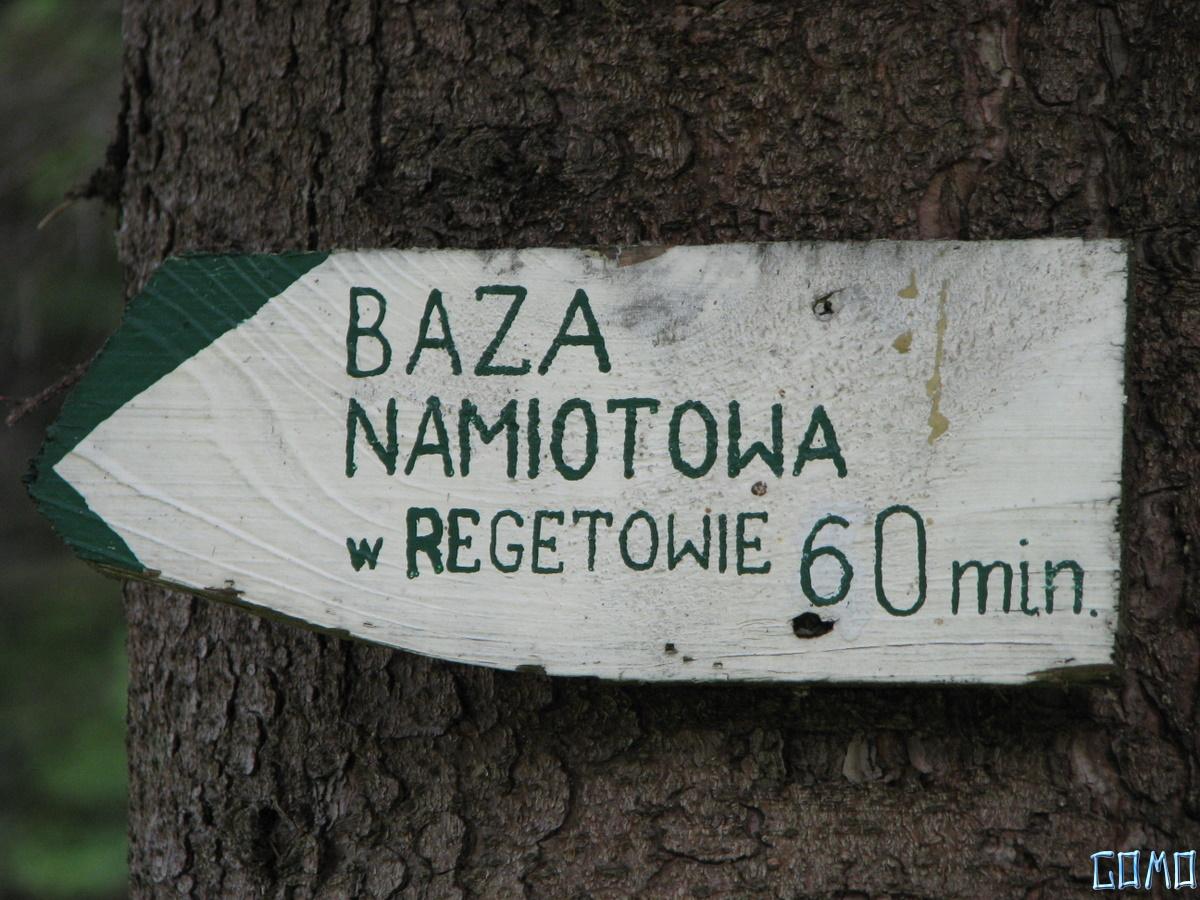 BAZA
NAMIOTOWA
w REGETOWIE 60 min.
GOMO